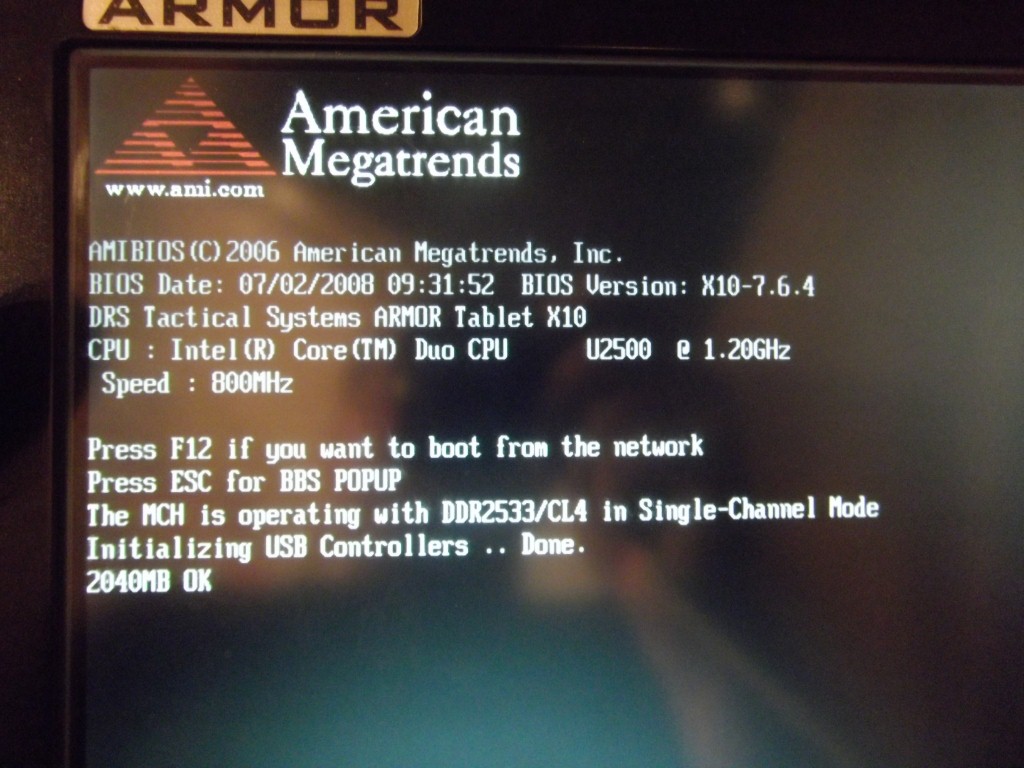 ARMOR
American
Megatrends
www.ami.com
AMIBIOS(C)2006 American Megatrends, Inc.
BIOS Date: 07/02/2008 09:31:52 BIOS Version: X10-7.6.4
DRS Tactical Systems ARMOR Tablet X10
CPU : Intel(R) Core(TM) Duo CPU U2500 @ 1.20GHz
Speed : 800MHz
Press F12 if you want to boot from the network
Press ESC for BBS POPUP
The MCH is operating with DDR2533/CL4 in Single-Channel Mode
Initializing USB Controllers .. Done.
2040MB OK